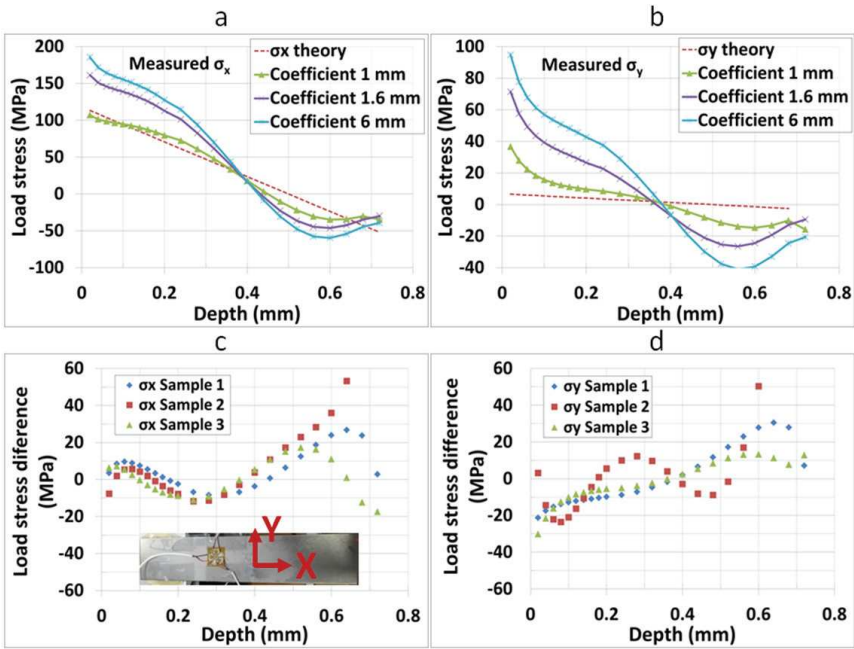 a
200
150
100
50
0
-50
-100
Load stress (MPa)
Measured σx
σx theory
Coefficient 1 mm
Coefficient 1.6 mm
Coefficient 6 mm
0 0.2 0.4 0.6 0.8
Depth (mm)
b
100
80
60
40
20
0
-20
-40
Load stress (MPa)
Measured σy
σy theory
Coefficient 1 mm
Coefficient 1.6 mm
Coefficient 6 mm
0 0.2 0.4 0.6 0.8
Depth (mm)
c
60
40
20
0
-20
-40
-60
Load stress diference
(MPa)
σx Sample 1
σx Sample 2
σx Sample 3
Y
X
0 0.2 0.4 0.6 0.8
Depth (mm)
d
60
40
20
0
-20
-40
-60
Load stress diference
(MPa)
σy Sample 1
σy Sample 2
σy Sample 3
0 0.2 0.4 0.6 0.8
Depth (mm)